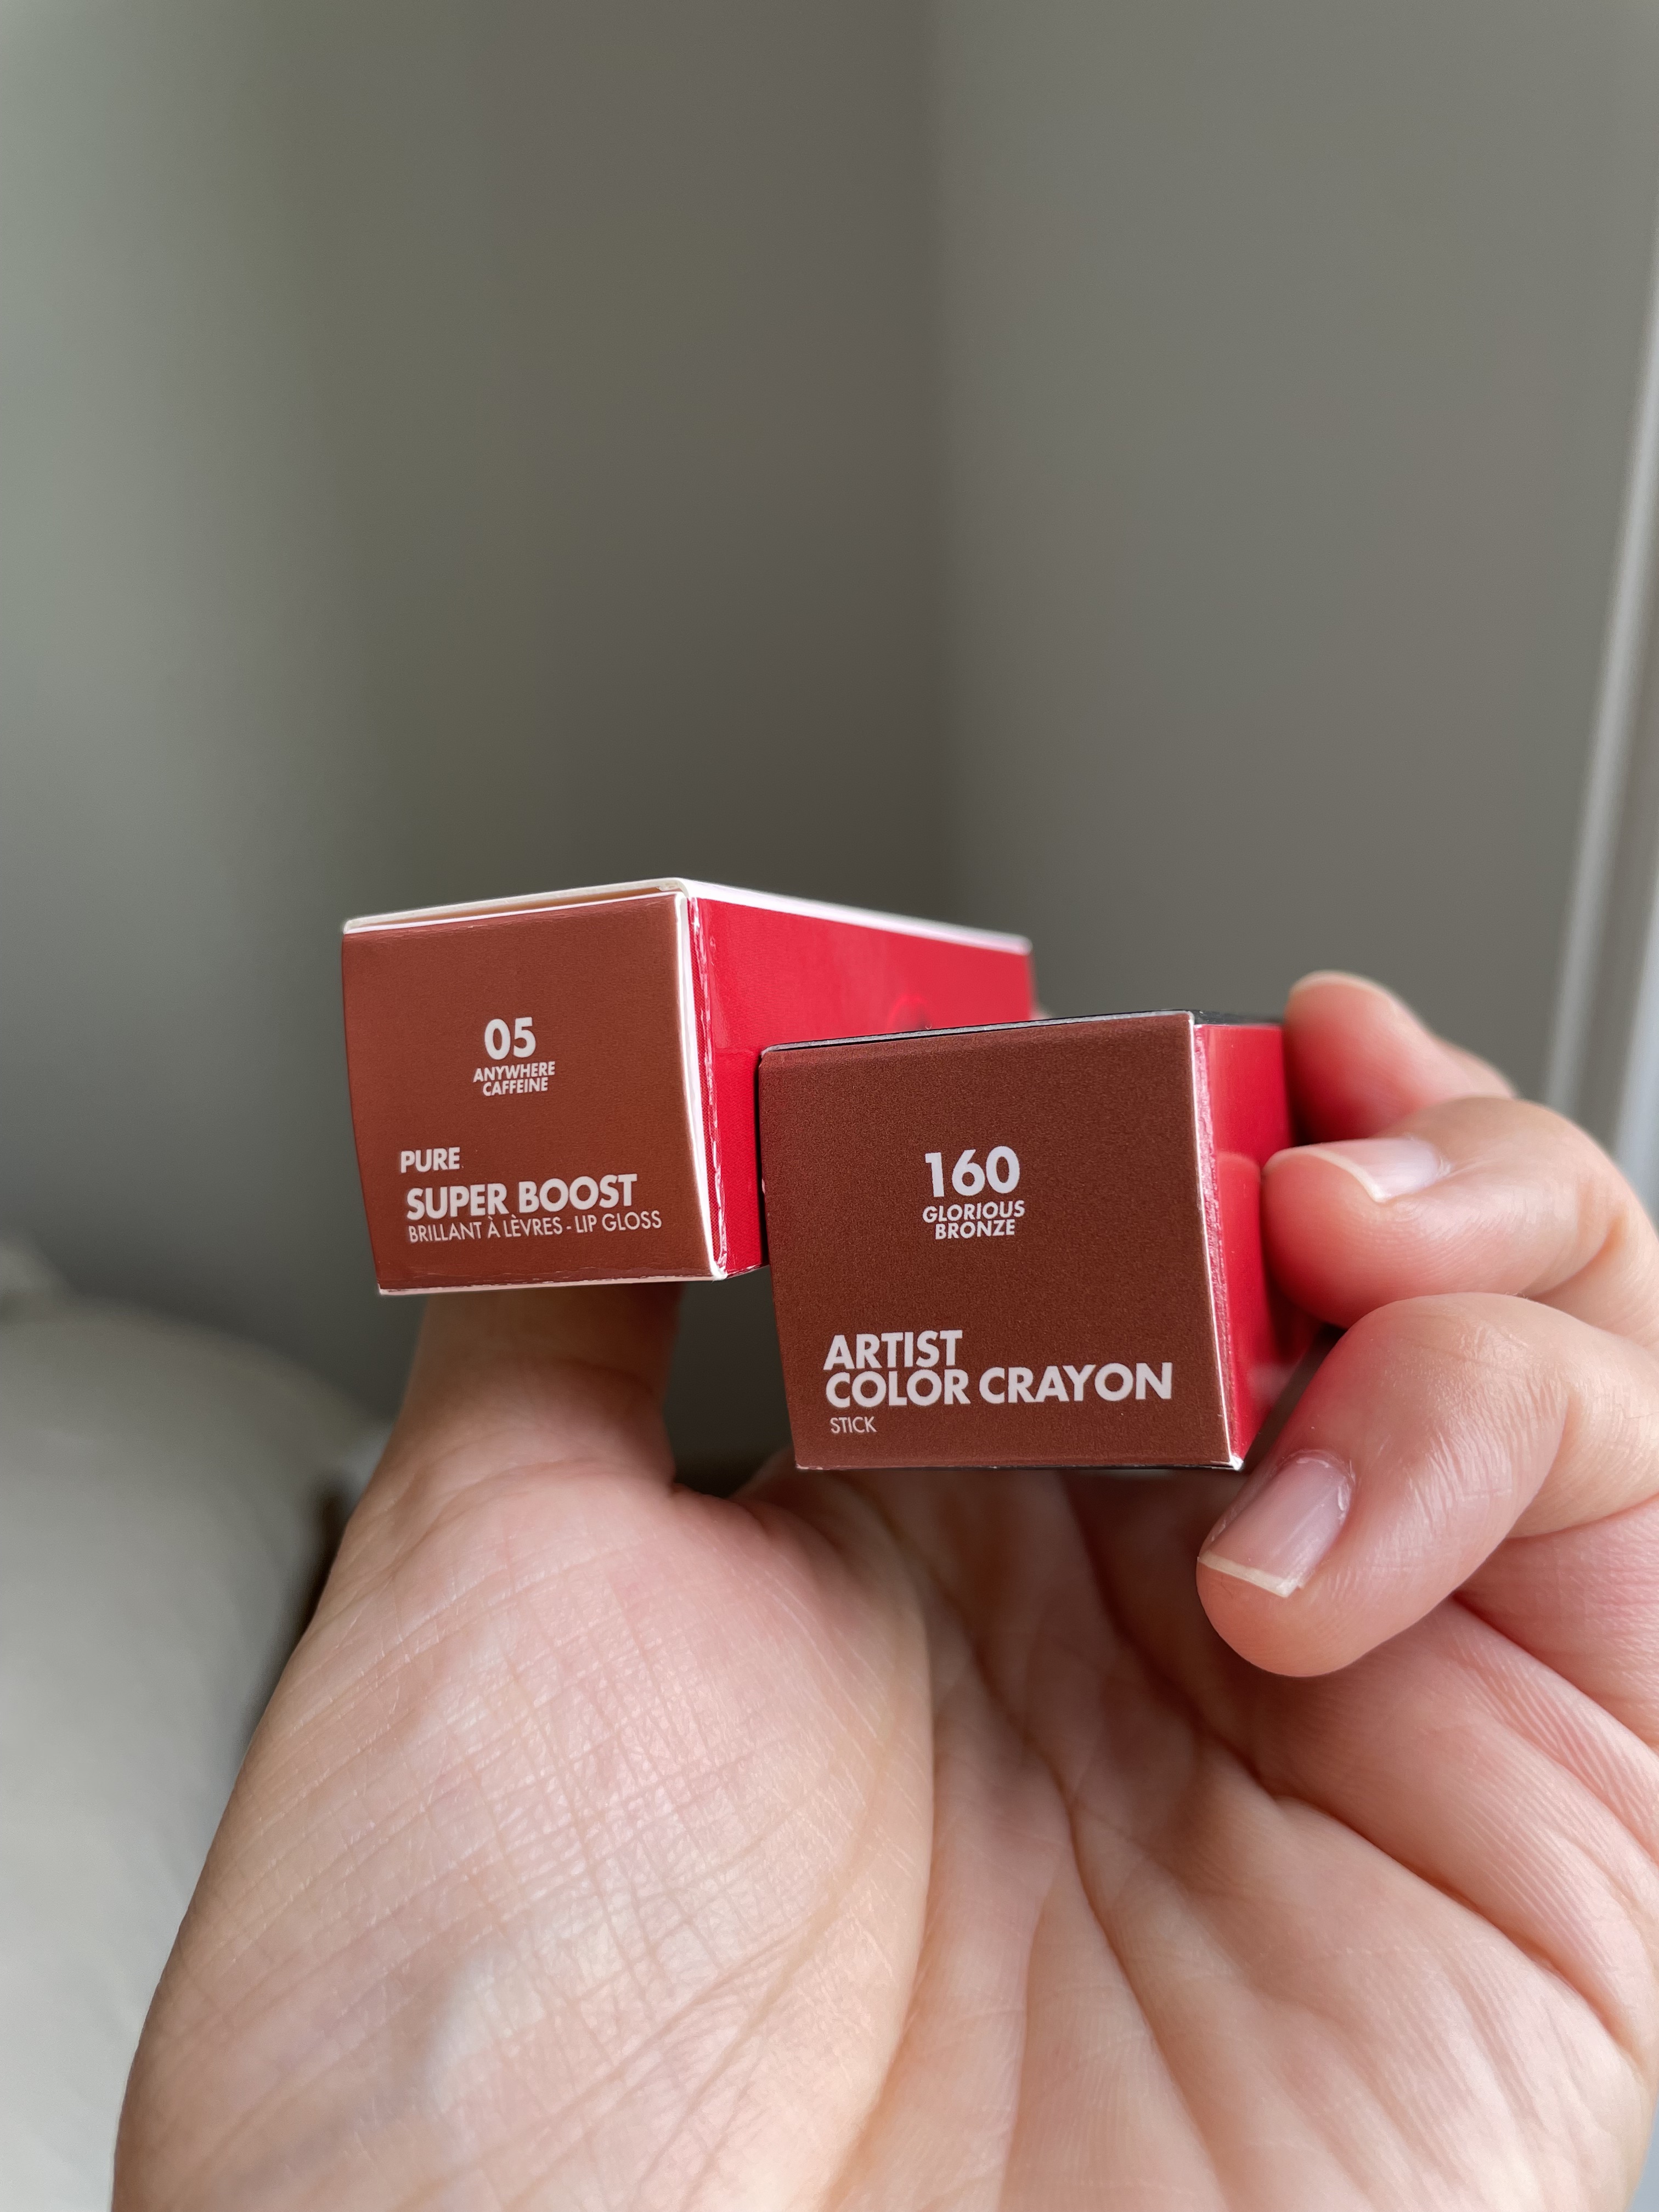 05
ANYWHERE
CAFFEINE
PURE
SUPER BOOST
BRILLANT À LÈVRES - LIP GLOSS
160
GLORIOUS
BRONZE
ARTIST
COLOR CRAYON
STICK